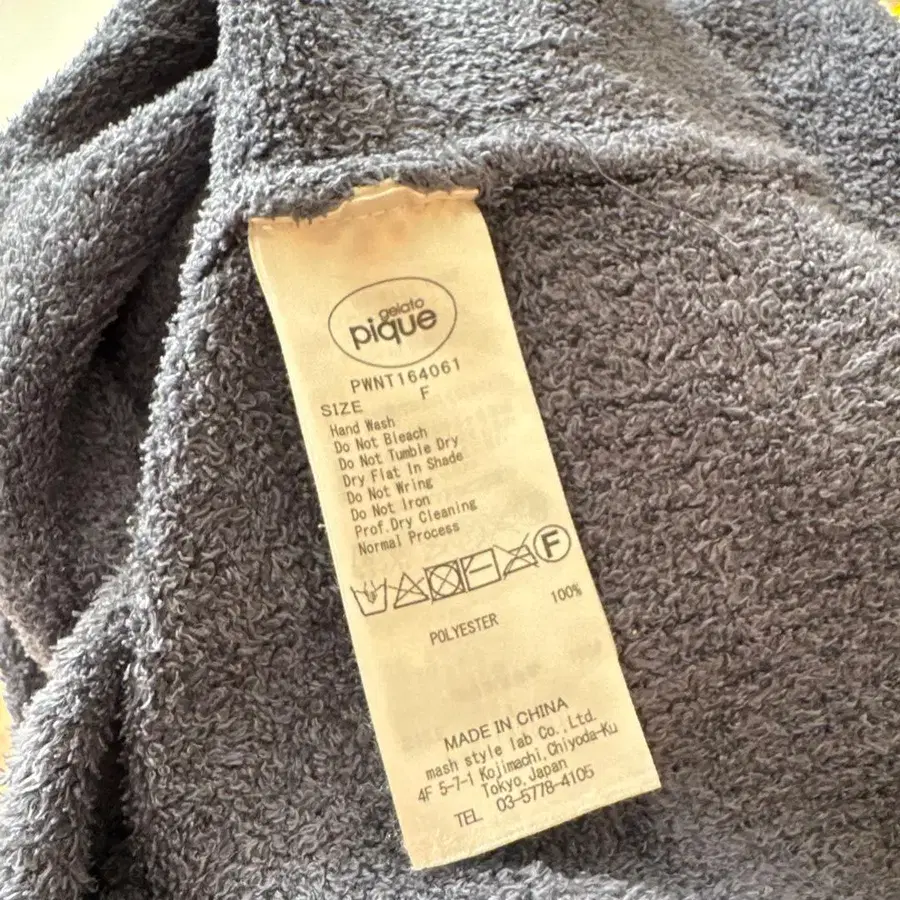 gelato
pique
PWNT164061
SIZE F
Hand Wash
Do Not Bleach
Do Not Tumble Dry
Dry Flat In Shade
Do Not Wring
Do Not Iron
Prof.Dry Cleaning
Normal Process
F
POLYESTER 100%
MADE IN CHINA
mash style lab Co.,Ltd.
4F 5-7-1 Kojimachi,Chiyoda-Ku
Tokyo,Japan
TEL 03-5778-4105